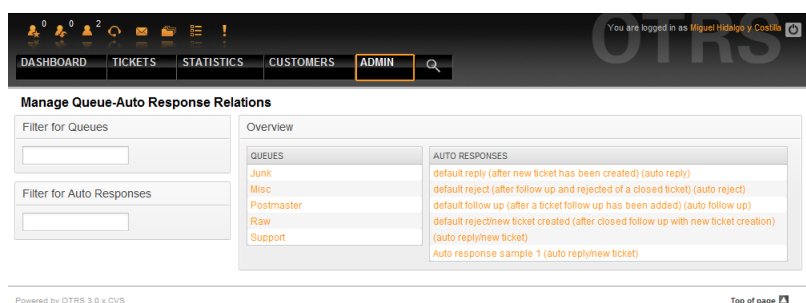 0 0 2
You are logged in as Miguel Hidalgo y Costilla
OTRS
DASHBOARD TICKETS STATISTICS CUSTOMERS ADMIN
Manage Queue-Auto Response Relations
Filter for Queues
Filter for Auto Responses
Overview
QUEUES
Junk
Misc
Postmaster
Raw
Support
AUTO RESPONSES
default reply (after new ticket has been created) (auto reply)
default reject (after follow up and rejected of a closed ticket) (auto reject)
default follow up (after a ticket follow up has been added) (auto follow up)
default reject/new ticket created (after closed follow up with new ticket creation)
(auto reply/new ticket)
Auto response sample 1 (auto reply/new ticket)
Powered by OTRS 3.0.x CVS
Top of page